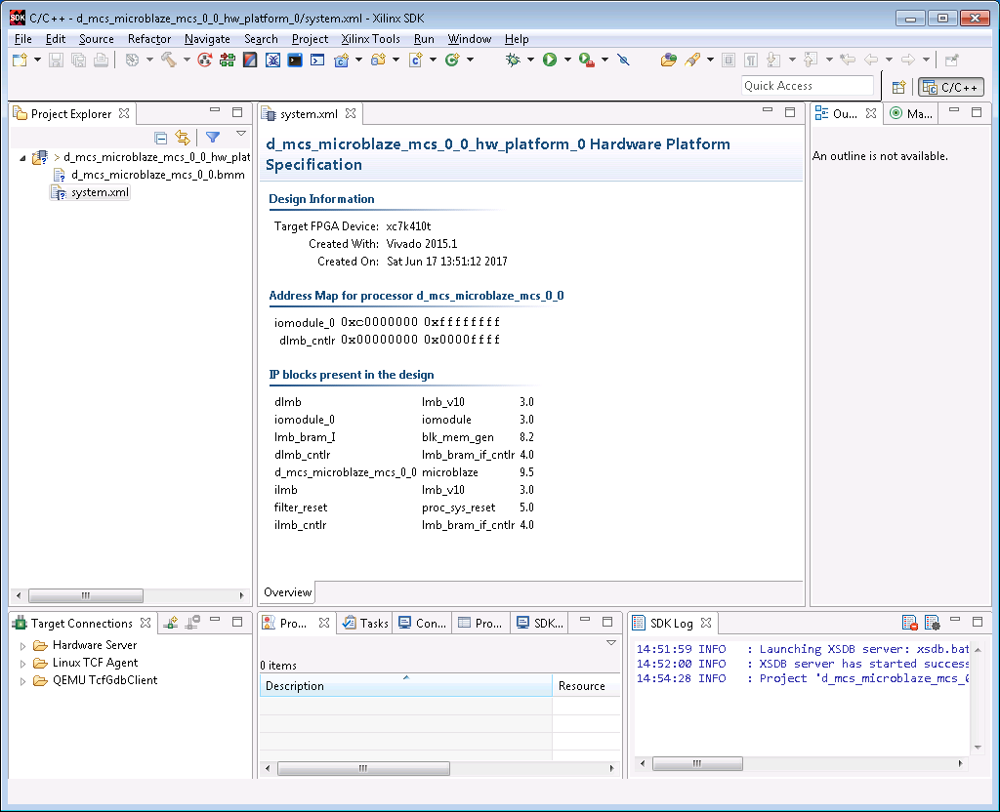 C/C++ - d_mcs_microblaze_mcs_0_0_hw_platform_0/system.xml - Xilinx SDK
File Edit Source Refactor Navigate Search Project Xilinx Tools Run Window Help
Quick Access
C/C++
Project Explorer
> d_mcs_microblaze_mcs_0_0_hw_plat
d_mcs_microblaze_mcs_0_0.bmm
system.xml
system.xml
d_mcs_microblaze_mcs_0_0_hw_platform_0 Hardware Platform
Specification
Design Information
Target FPGA Device: xc7k410t
Created With: Vivado 2015.1
Created On: Sat Jun 17 13:51:12 2017
Address Map for processor d_mcs_microblaze_mcs_0_0
iomodule_0 0xc0000000 0xffffffff
dlmb_cntlr 0x00000000 0x0000ffff
IP blocks present in the design
dlmb lmb_v10 3.0
iomodule_0 iomodule 3.0
lmb_bram_I blk_mem_gen 8.2
dlmb_cntlr lmb_bram_if_cntlr 4.0
d_mcs_microblaze_mcs_0_0 microblaze 9.5
ilmb lmb_v10 3.0
filter_reset proc_sys_reset 5.0
ilmb_cntlr lmb_bram_if_cntlr 4.0
Overview
Ou... Ma...
An outline is not available.
Target Connections
Hardware Server
Linux TCF Agent
QEMU TcfGdbClient
Pro... Tasks Con... Pro... SDK...
0 items
Description Resource
SDK Log
14:51:59 INFO : Launching XSDB server: xsdb.bat
14:52:00 INFO : XSDB server has started success
14:54:28 INFO : Project 'd_mcs_microblaze_mcs_0